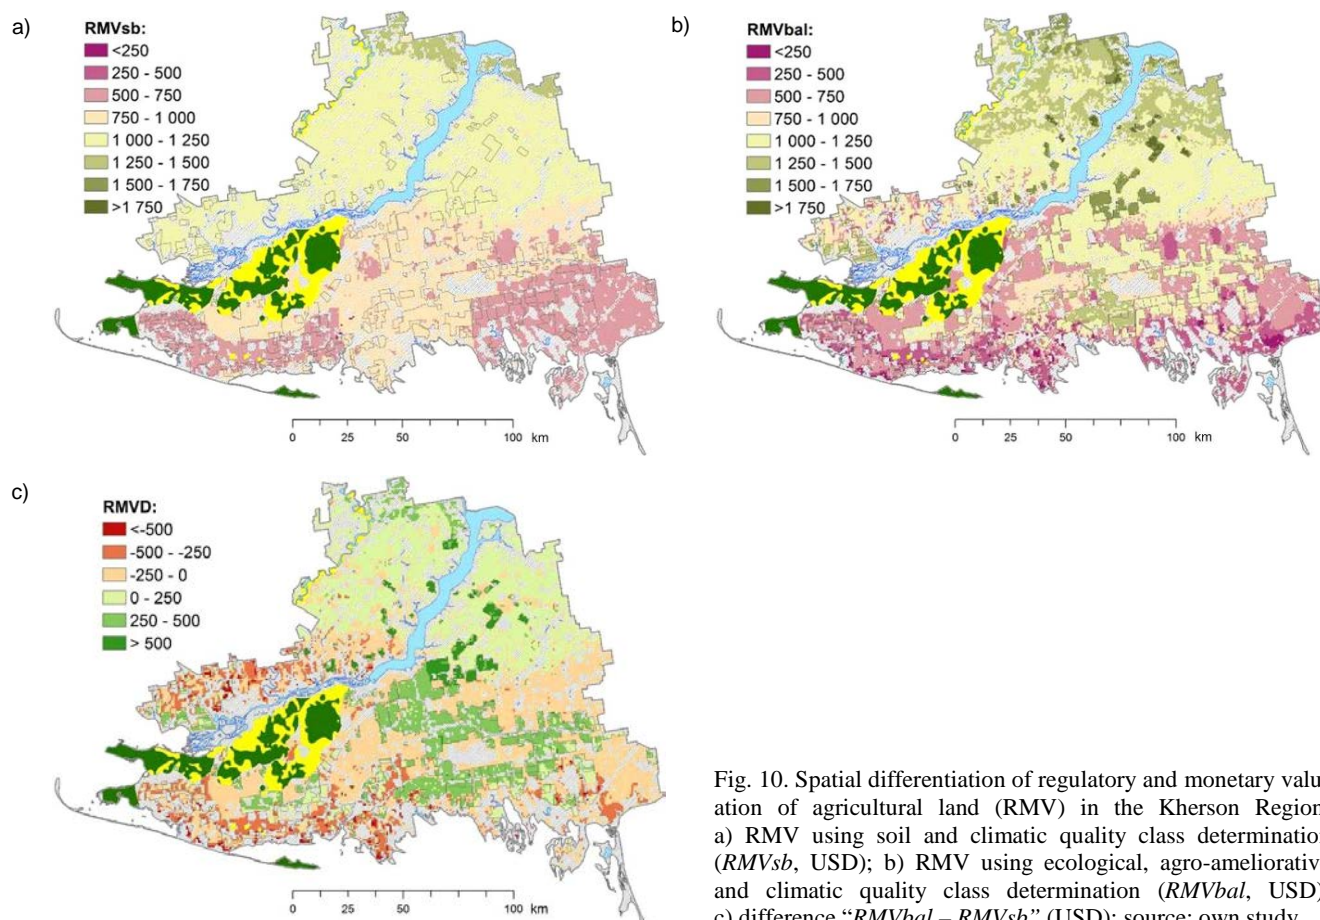 a)
RMVsb:
<250
250 - 500
500 - 750
750 - 1 000
1 000 - 1 250
1 250 - 1 500
1 500 - 1 750
>1 750
0 25 50 100 km
b)
RMVbal:
<250
250 - 500
500 - 750
750 - 1 000
1 000 - 1 250
1 250 - 1 500
1 500 - 1 750
>1 750
0 25 50 100 km
c)
RMVD:
<-500
-500 - -250
-250 - 0
0 - 250
250 - 500
> 500
0 25 50 100 km
Fig. 10. Spatial differentiation of regulatory and monetary valu
ation of agricultural land (RMV) in the Kherson Region
a) RMV using soil and climatic quality class determination
(RMVsb, USD); b) RMV using ecological, agro-ameliorativ
and climatic quality class determination (RMVbal, USD)
c) difference “RMVbal – RMVsb” (USD); source: own study